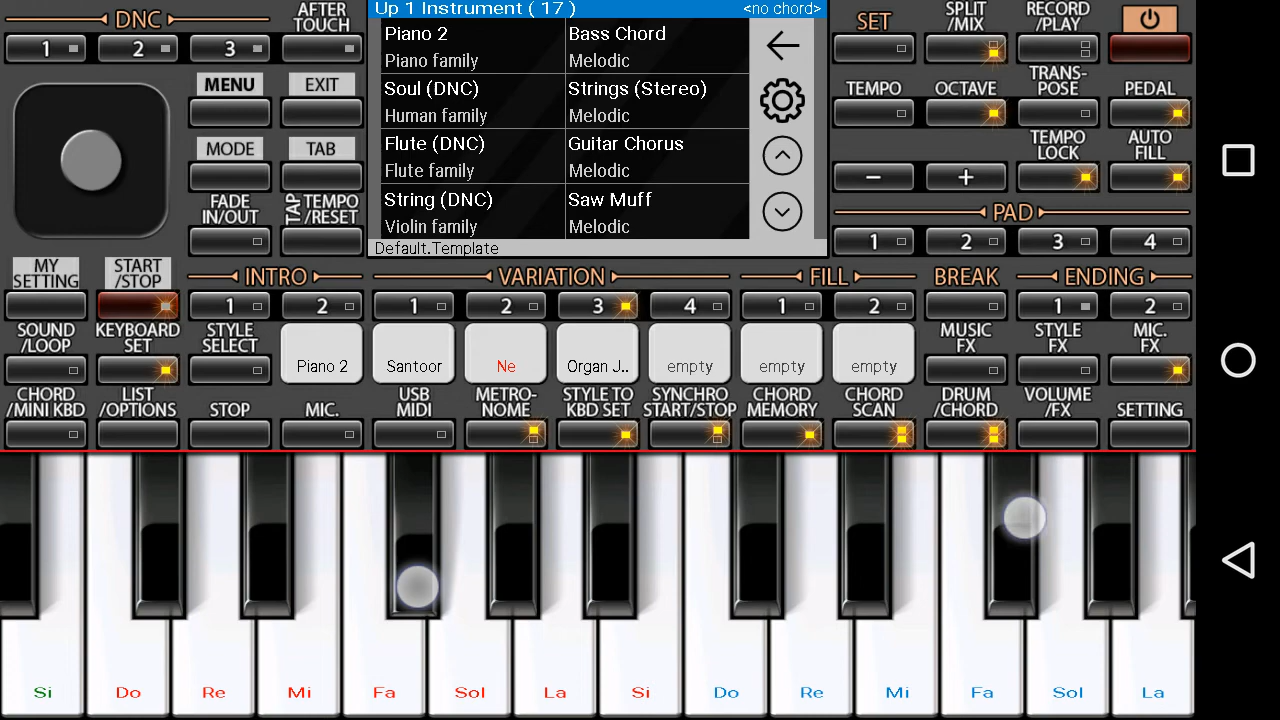 DNC
AFTER
TOUCH
1 2 3
MENU EXIT
MODE TAB
FADE
IN/OUT
TAP TEMPO
/RESET
Up 1 Instrument ( 17 ) <no chord>
Piano 2 Bass Chord
Piano family Melodic
Soul (DNC) Strings (Stereo)
Human family Melodic
Flute (DNC) Guitar Chorus
Flute family Melodic
String (DNC) Saw Muff
Violin family Melodic
Default.Template
SET SPLIT
/MIX
RECORD
/PLAY
TEMPO OCTAVE TRANS-
POSE
PEDAL
TEMPO
LOCK
AUTO
FILL
− +
PAD
1 2 3 4
MY
SETTING
START
/STOP
INTRO VARIATION FILL BREAK ENDING
1 2 1 2 3 4 1 2 1 2
SOUND
/LOOP
KEYBOARD
SET
STYLE
SELECT
Piano 2 Santoor Ne Organ J.. empty empty empty
MUSIC
FX
STYLE
FX
MIC.
FX
CHORD
/MINI KBD
LIST
/OPTIONS
STOP MIC. USB
MIDI
METRO-
NOME
STYLE TO
KBD SET
SYNCHRO
START/STOP
CHORD
MEMORY
CHORD
SCAN
DRUM
/CHORD
VOLUME
/FX
SETTING
Si Do Re Mi Fa Sol La Si Do Re Mi Fa Sol La